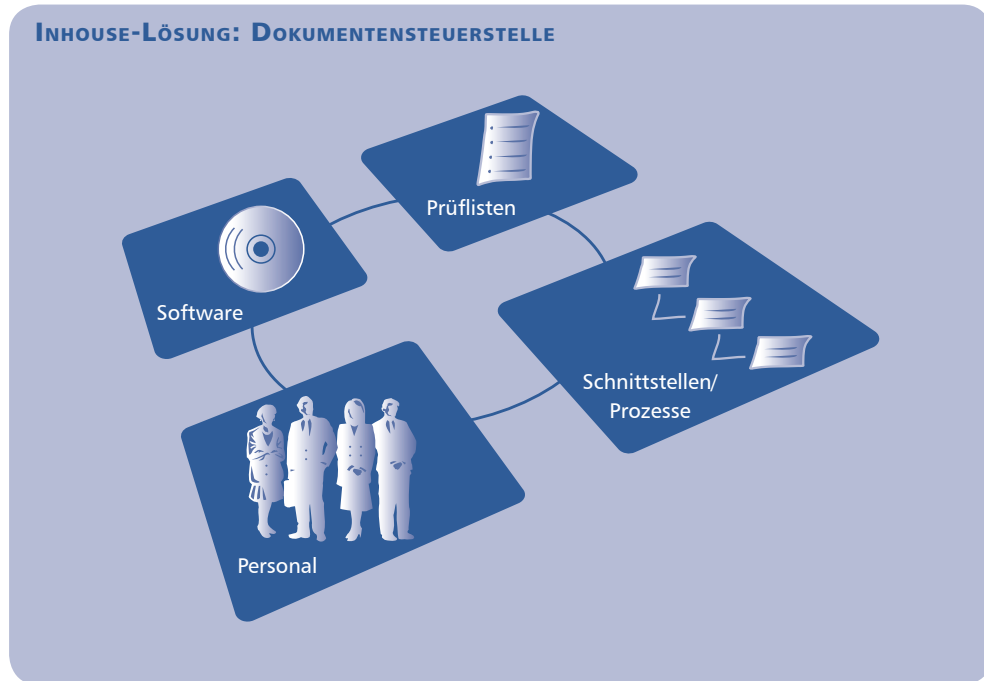 Inhouse-Lösung: Dokumentensteuerstelle
Prüflisten
Software
Schnittstellen/
Prozesse
Personal